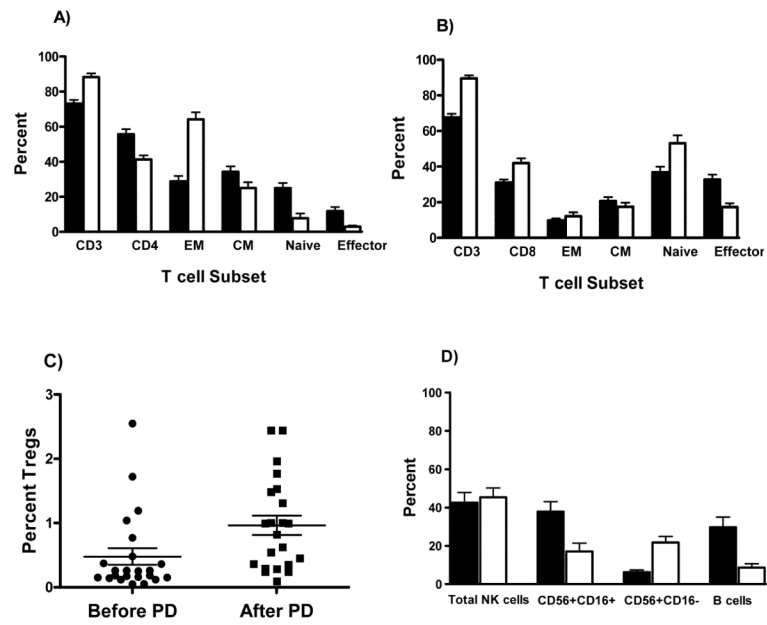 A)
Percent
100
80
60
40
20
0
CD3 CD4 EM CM Naive Effector
T cell Subset
B)
Percent
100
80
60
40
20
0
CD3 CD8 EM CM Naive Effector
T cell Subset
C)
Percent Tregs
3
2
1
0
Before PD After PD
D)
Percent
100
80
60
40
20
0
Total NK cells CD56+CD16+ CD56+CD16- B cells